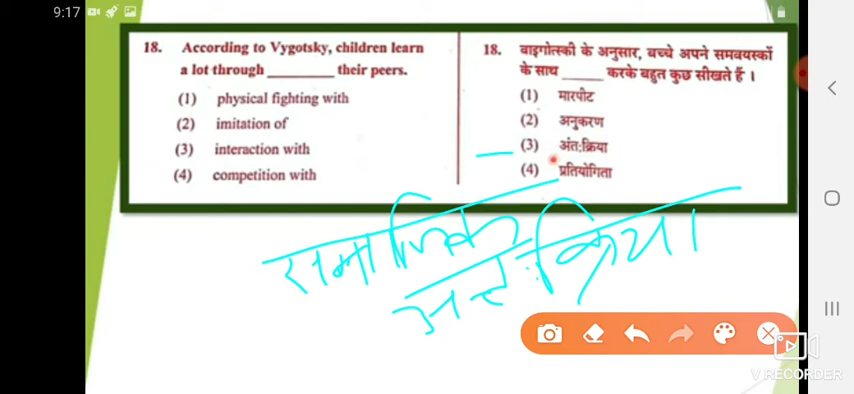 9:17
18. According to Vygotsky, children learn
a lot through ________ their peers.
(1) physical fighting with
(2) imitation of
(3) interaction with
(4) competition with
18. वाइगोत्स्की के अनुसार, बच्चे अपने समवयस्कों
के साथ _____ करके बहुत कुछ सीखते हैं ।
(1) मारपीट
(2) अनुकरण
(3) अंतःक्रिया
(4) प्रतियोगिता
समाजिक
अंतःक्रिया
V.RECORDER